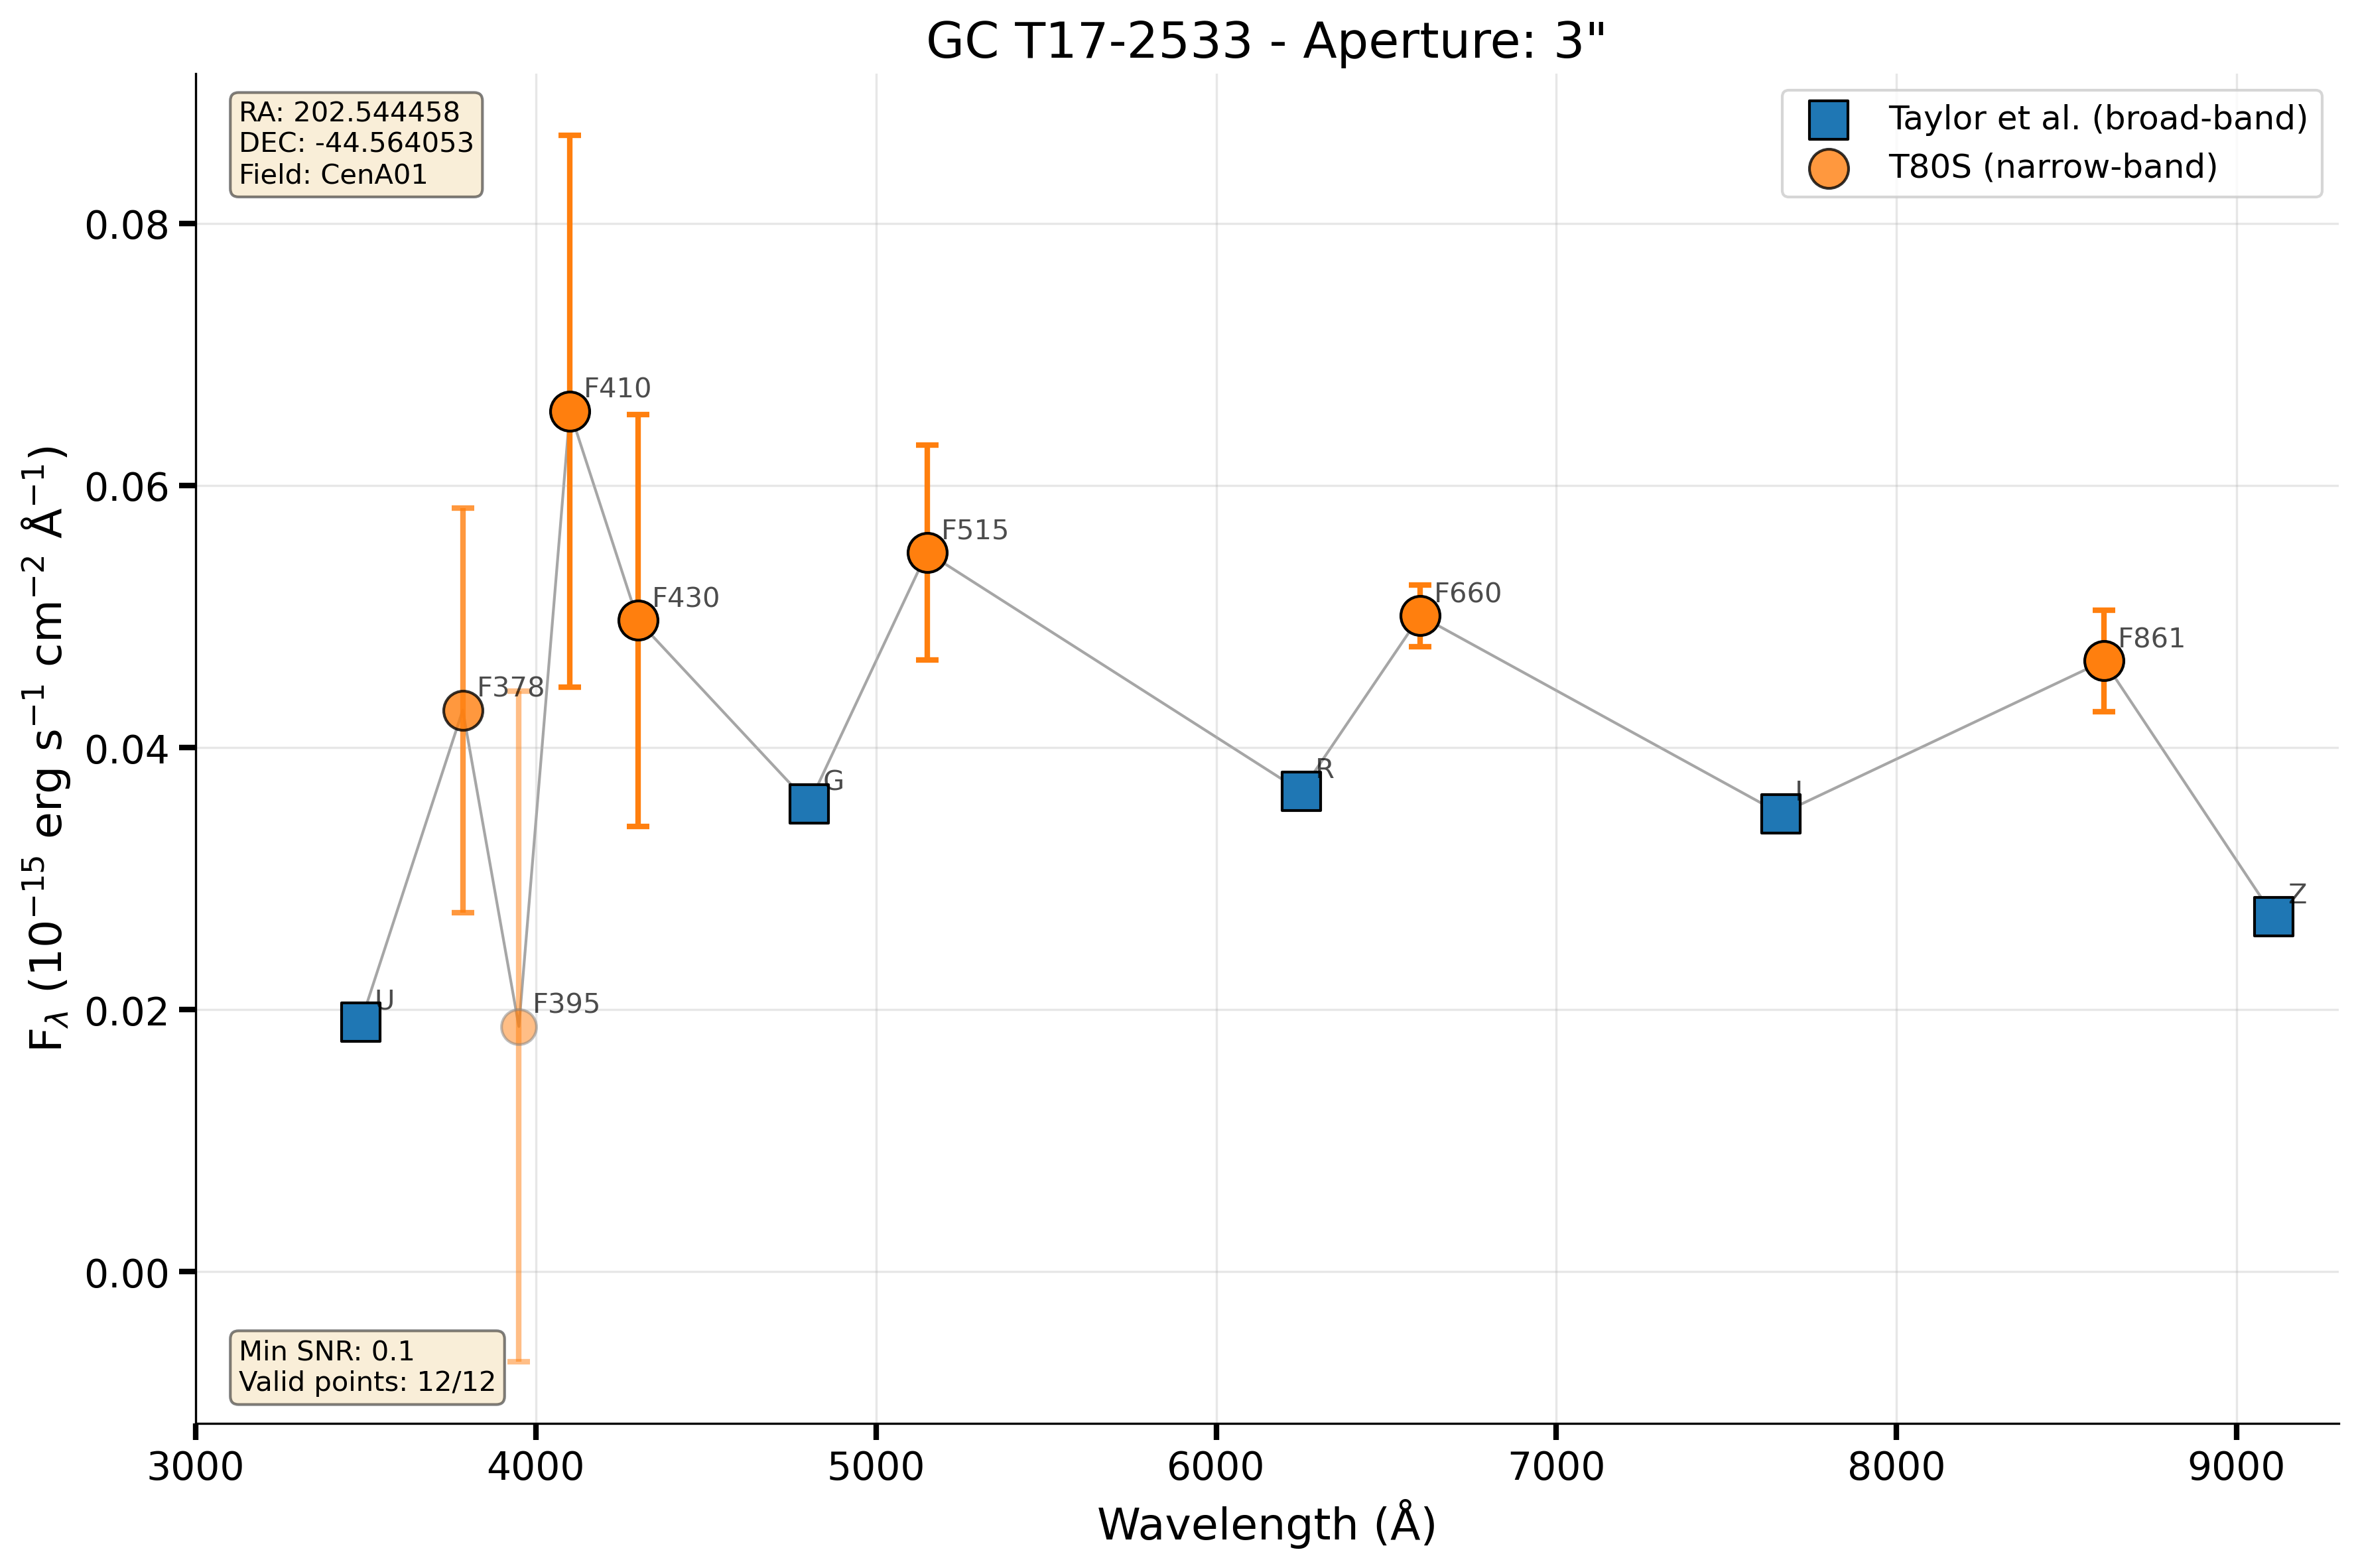 GC T17-2533 - Aperture: 3"
RA: 202.544458
DEC: -44.564053
Field: CenA01
Taylor et al. (broad-band)
T80S (narrow-band)
F410
F430
F515
F660
F861
F378
F395
U
G
R
I
Z
Min SNR: 0.1
Valid points: 12/12
0.08
0.06
0.04
0.02
0.00
F_λ (10⁻¹⁵ erg s⁻¹ cm⁻² Å⁻¹)
3000 4000 5000 6000 7000 8000 9000
Wavelength (Å)